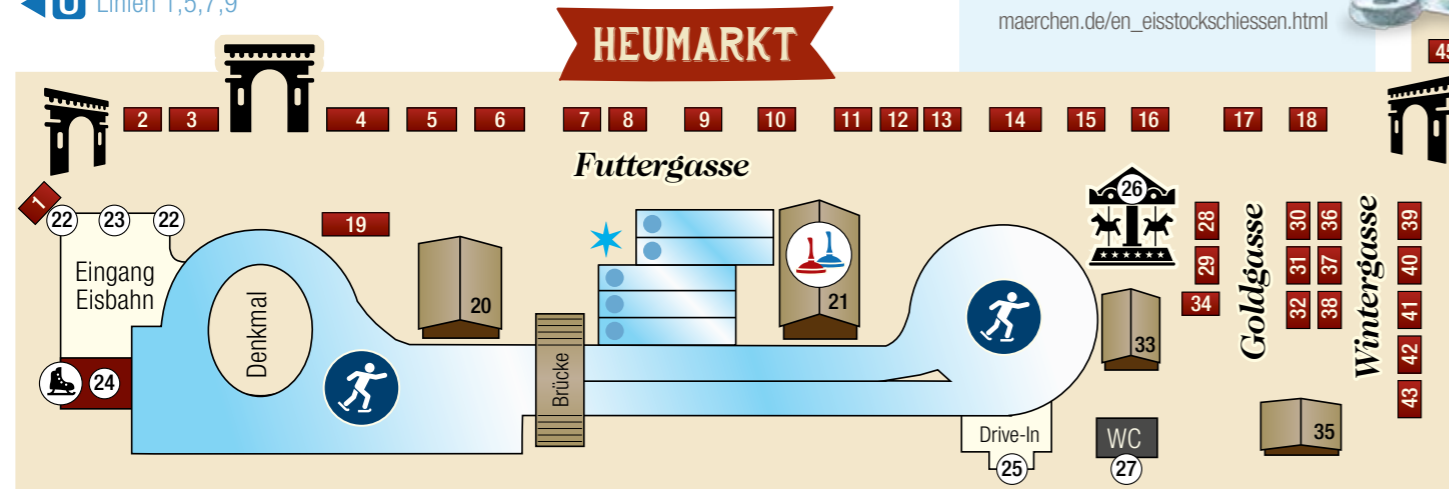 U Linien 1,5,7,9
maerchen.de/en_eisstockschiessen.html
HEUMARKT
45
2 3 4 5 6 7 8 9 10 11 12 13 14 15 16 17 18
Futtergasse
1
22 23 22
19
26
Eingang
Eisbahn
Denkmal
20
21
28
29
34
Goldgasse
30
31
32
36
37
38
Wintergasse
39
40
41
42
43
24
Brücke
33
Drive-In
25
WC
27
35